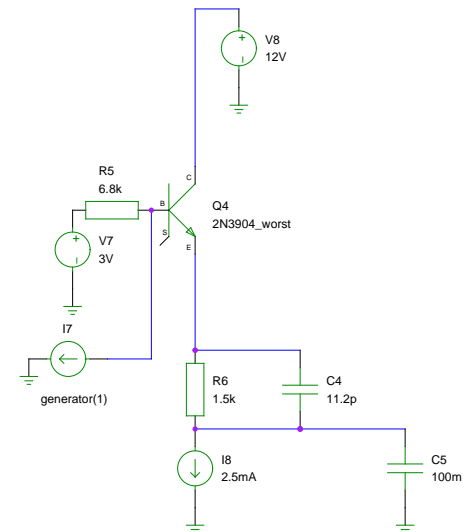 V8
12V
+
C
R5
6.8k
B
Q4
2N3904_worst
S
E
+
V7
3V
I7
generator(1)
R6
1.5k
C4
11.2p
I8
2.5mA
C5
100m